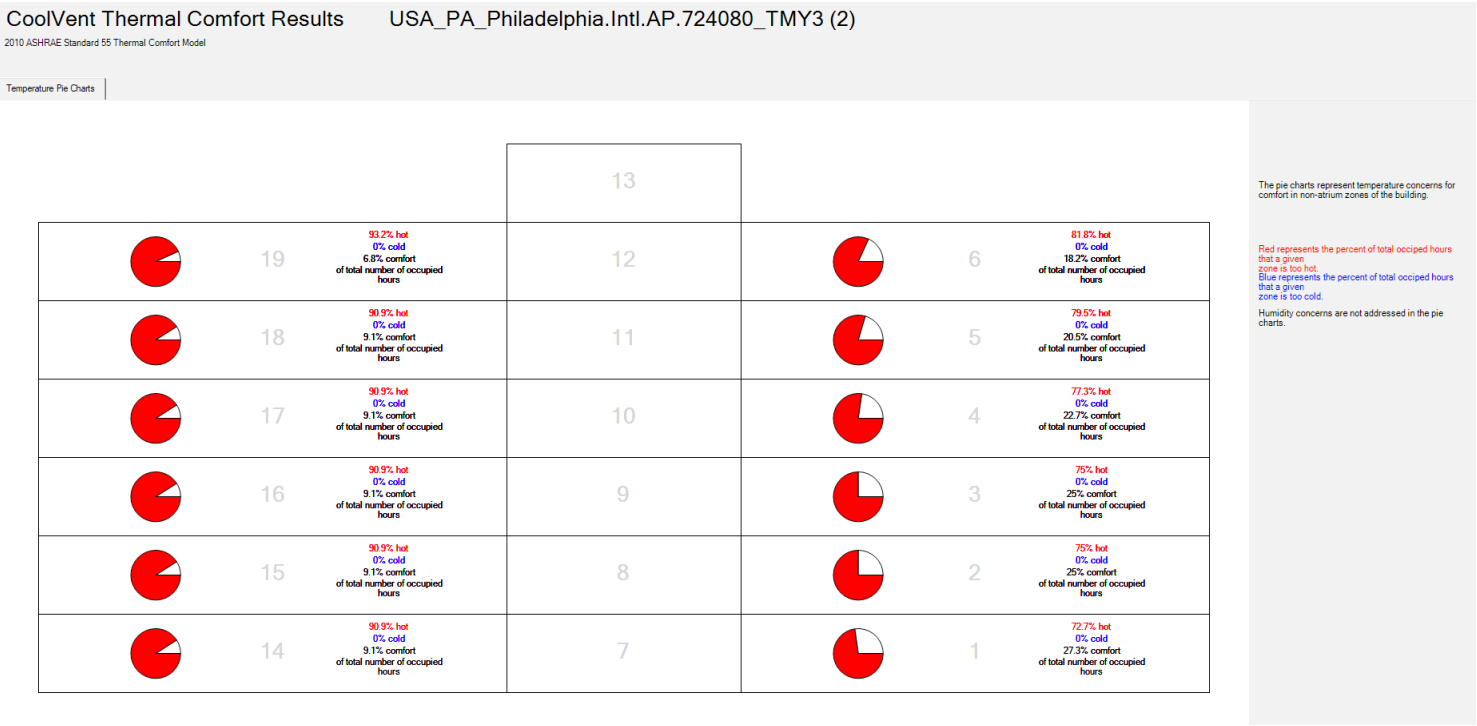 CoolVent Thermal Comfort Results USA_PA_Philadelphia.Intl.AP.724080_TMY3 (2)
2010 ASHRAE Standard 55 Thermal Comfort Model
Temperature Pie Charts
13
19
93.2% hot
0% cold
6.8% comfort
of total number of occupied
hours
12
6
81.8% hot
0% cold
18.2% comfort
of total number of occupied
hours
18
90.9% hot
0% cold
9.1% comfort
of total number of occupied
hours
11
5
79.5% hot
0% cold
20.5% comfort
of total number of occupied
hours
17
90.9% hot
0% cold
9.1% comfort
of total number of occupied
hours
10
4
77.3% hot
0% cold
22.7% comfort
of total number of occupied
hours
16
90.9% hot
0% cold
9.1% comfort
of total number of occupied
hours
9
3
75% hot
0% cold
25% comfort
of total number of occupied
hours
15
90.9% hot
0% cold
9.1% comfort
of total number of occupied
hours
8
2
75% hot
0% cold
25% comfort
of total number of occupied
hours
14
90.9% hot
0% cold
9.1% comfort
of total number of occupied
hours
7
1
72.7% hot
0% cold
27.3% comfort
of total number of occupied
hours
The pie charts represent temperature concerns for
comfort in non-atrium zones of the building.
Red represents the percent of total occiped hours
that a given
zone is too hot.
Blue represents the percent of total occiped hours
that a given
zone is too cold.
Humidity concerns are not addressed in the pie
charts.